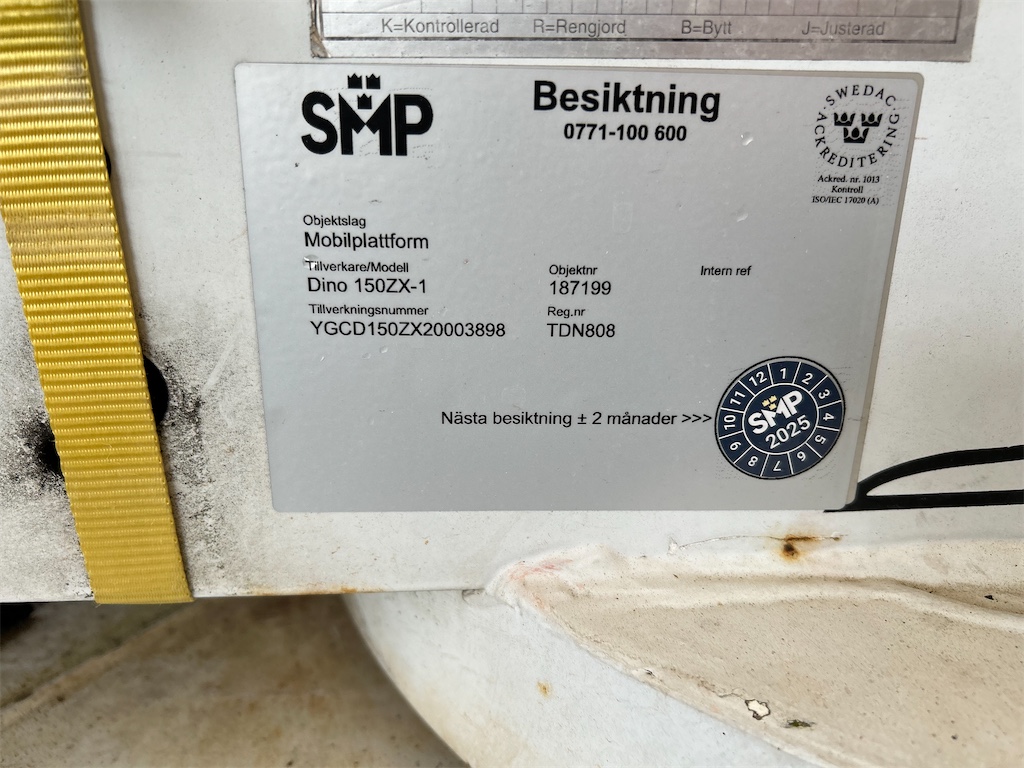 K=Kontrollerad R=Rengjord B=Bytt J=Justerad
SMP
Besiktning
0771-100 600
SWEDAC
ACKREDITERING
Ackred. nr. 1013
Kontroll
ISO/IEC 17020 (A)
Objektslag
Mobilplattform
Tillverkare/Modell
Dino 150ZX-1
Objektnr
187199
Intern ref
Tillverkningsnummer
YGCD150ZX20003898
Reg.nr
TDN808
Nästa besiktning ± 2 månader >>>
12 1 2 3 4 5 6 7 8 9 10 11
SMP
2025